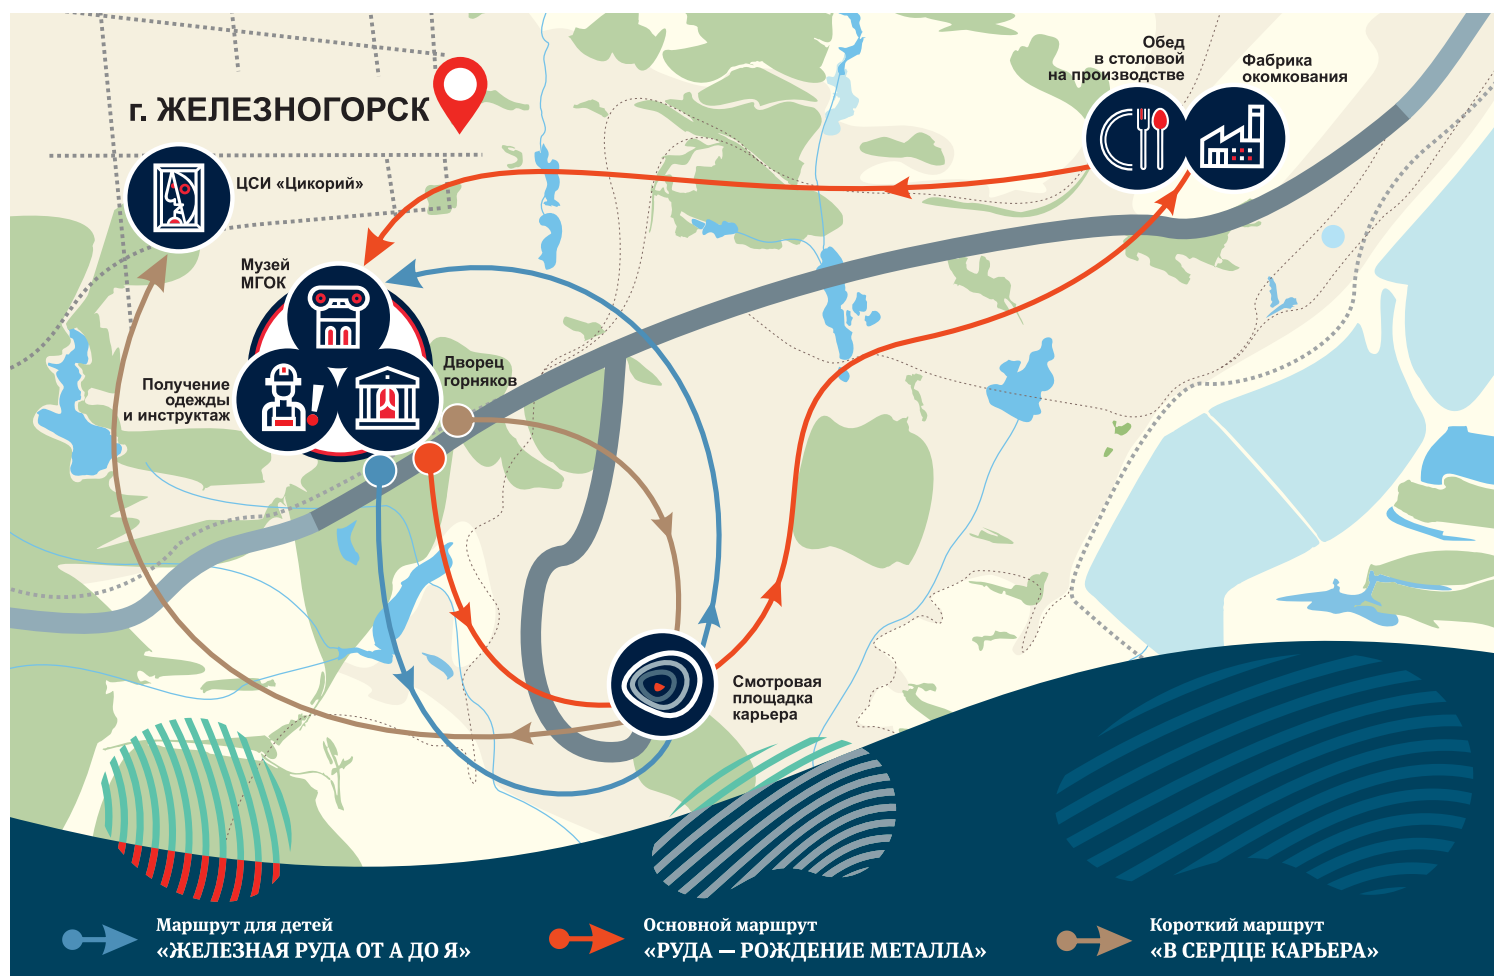 Обед
в столовой
на производстве
Фабрика
окомкования
г. ЖЕЛЕЗНОГОРСК
ЦСИ «Цикорий»
Музей
МГОК
Дворец
горняков
Получение
одежды
и инструктаж
Смотровая
площадка
карьера
Маршрут для детей
«ЖЕЛЕЗНАЯ РУДА ОТ А ДО Я»
Основной маршрут
«РУДА — РОЖДЕНИЕ МЕТАЛЛА»
Короткий маршрут
«В СЕРДЦЕ КАРЬЕРА»